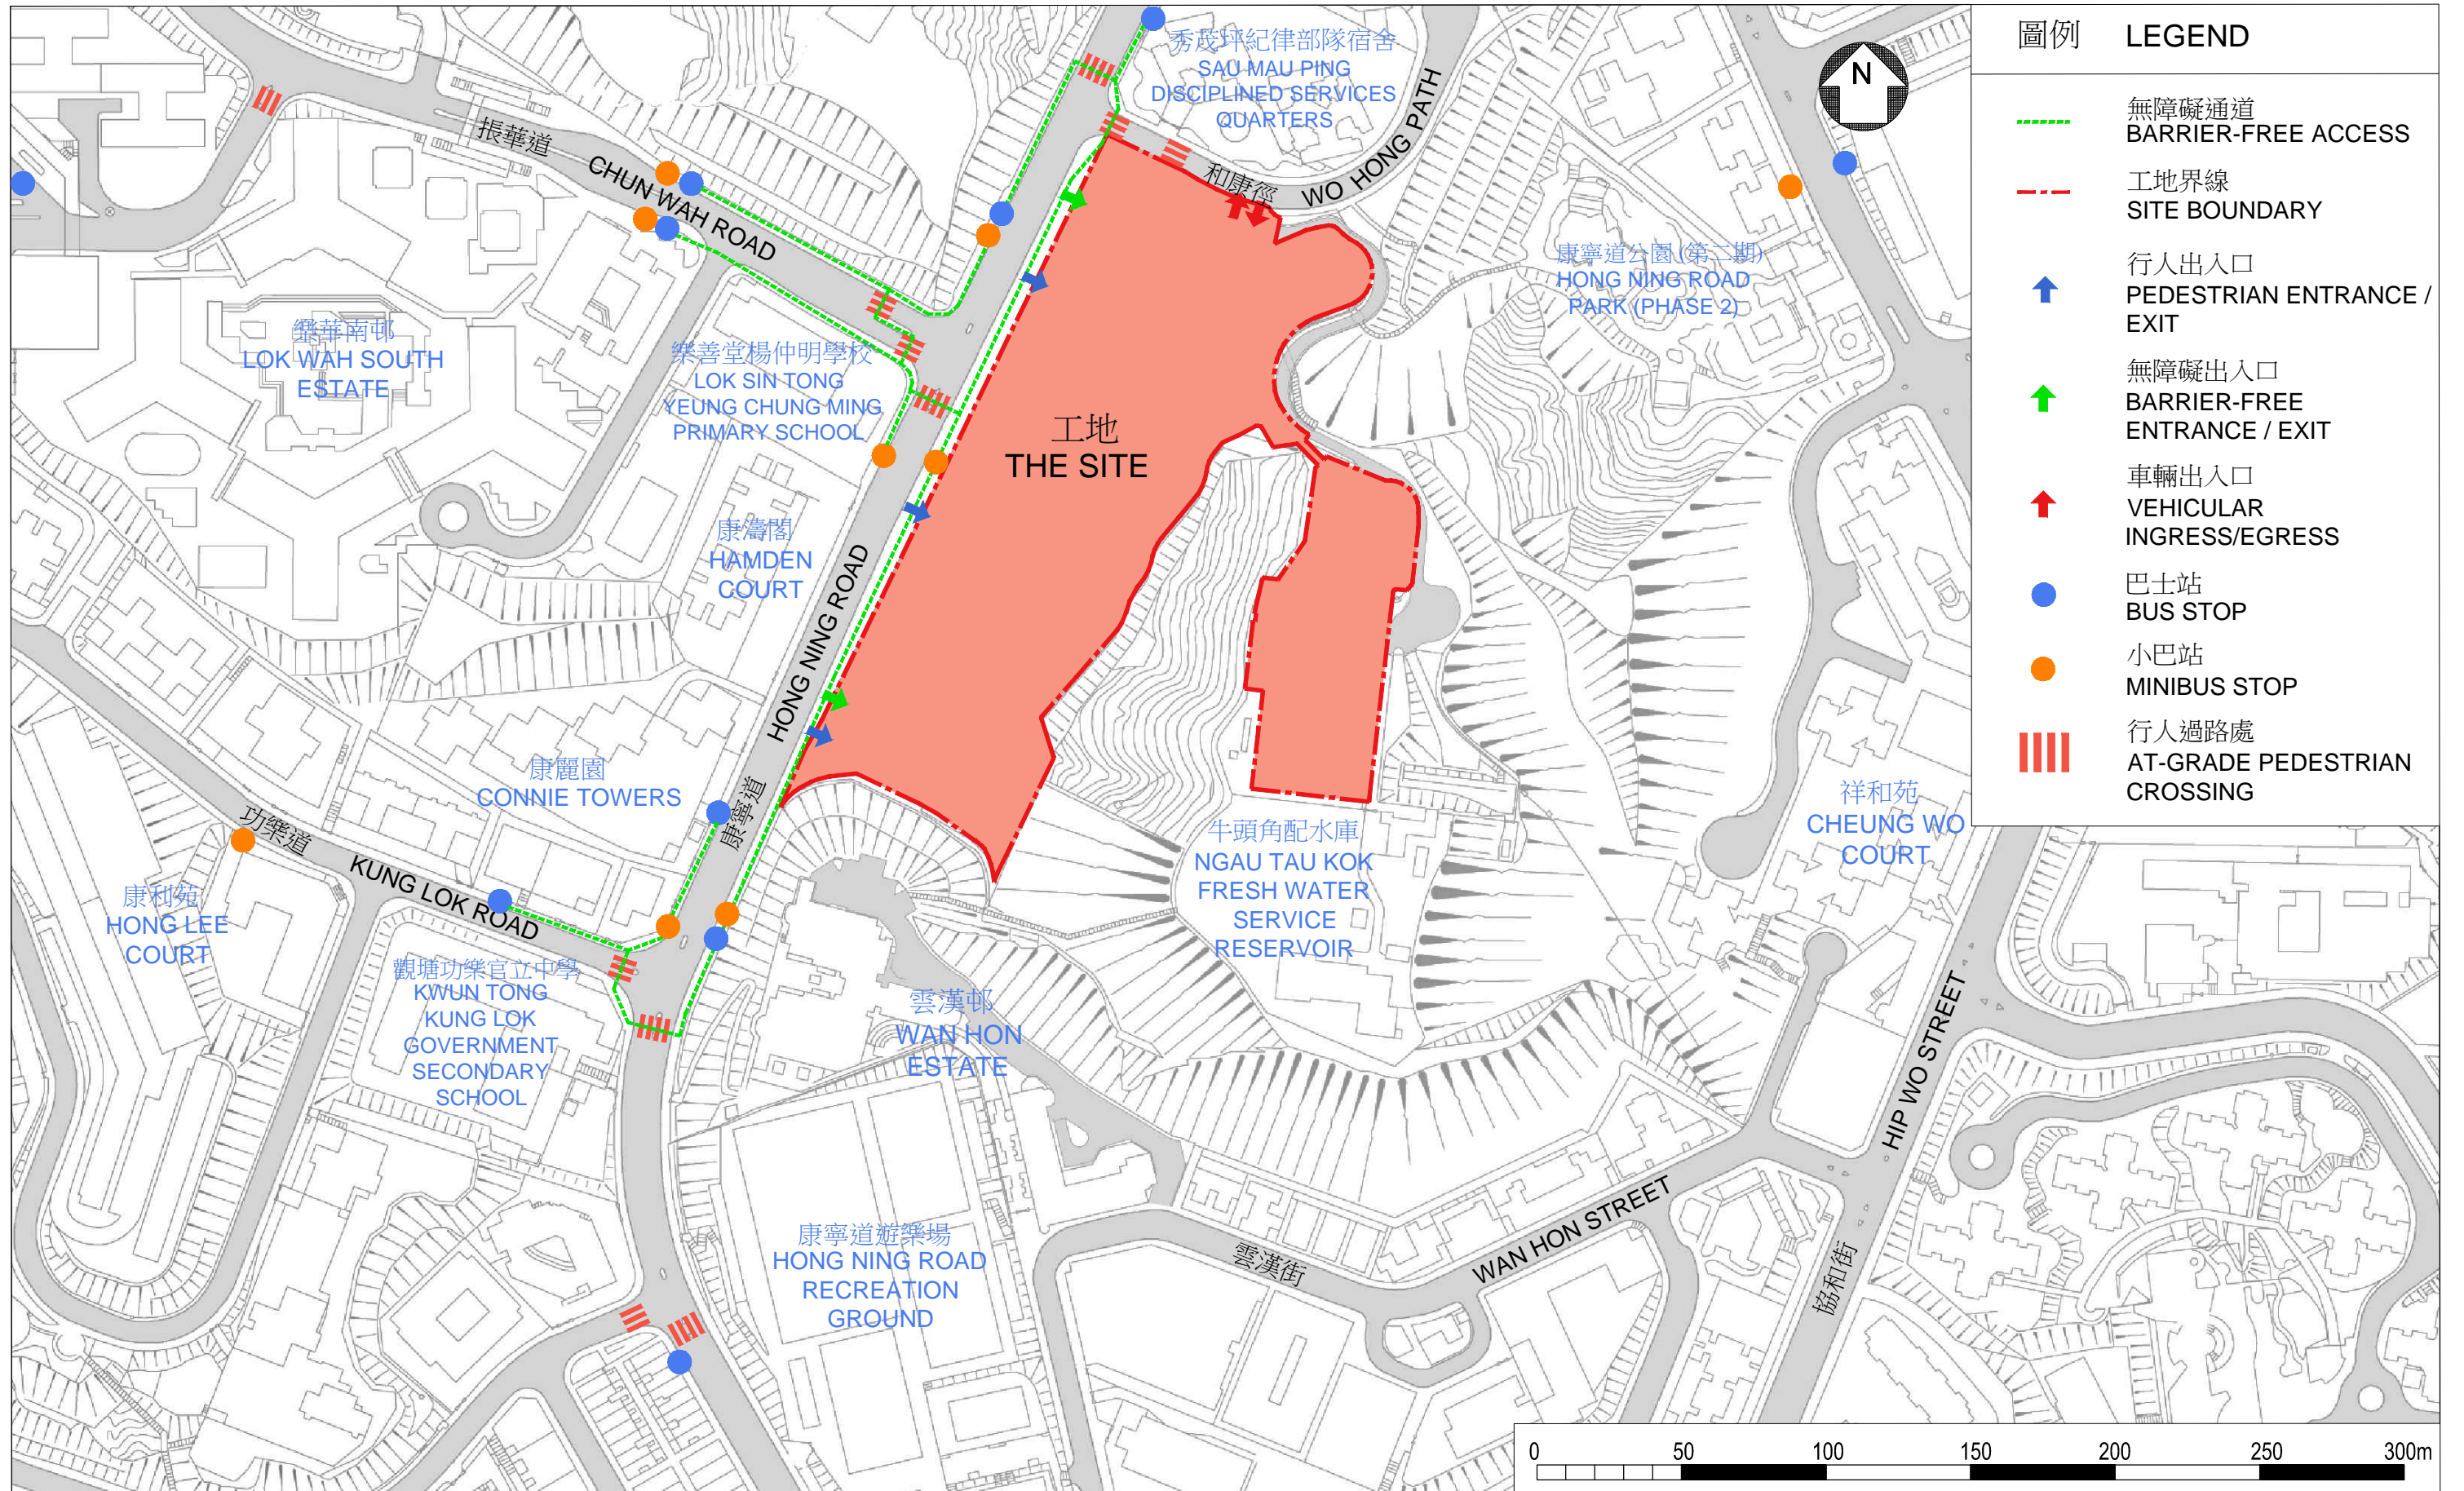 秀茂坪紀律部隊宿舍
SAU MAU PING
DISCIPLINED SERVICES
QUARTERS
N
振華道
CHUN WAH ROAD
和康徑
WO HONG PATH
康寧道公園 (第二期)
HONG NING ROAD
PARK (PHASE 2)
樂華南邨
LOK WAH SOUTH
ESTATE
樂善堂楊仲明學校
LOK SIN TONG
YEUNG CHUNG MING
PRIMARY SCHOOL
工地
THE SITE
康濤閣
HAMDEN
COURT
HONG NING ROAD
康寧道
康麗園
CONNIE TOWERS
功樂道
KUNG LOK ROAD
康利苑
HONG LEE
COURT
觀塘功樂官立中學
KWUN TONG
KUNG LOK
GOVERNMENT
SECONDARY
SCHOOL
牛頭角配水庫
NGAU TAU KOK
FRESH WATER
SERVICE
RESERVOIR
祥和苑
CHEUNG WO
COURT
雲漢邨
WAN HON
ESTATE
HIP WO STREET
協和街
康寧道遊樂場
HONG NING ROAD
RECREATION
GROUND
雲漢街
WAN HON STREET
圖例 LEGEND
無障礙通道
BARRIER-FREE ACCESS
工地界線
SITE BOUNDARY
行人出入口
PEDESTRIAN ENTRANCE /
EXIT
無障礙出入口
BARRIER-FREE
ENTRANCE / EXIT
車輛出入口
VEHICULAR
INGRESS/EGRESS
巴士站
BUS STOP
小巴站
MINIBUS STOP
行人過路處
AT-GRADE PEDESTRIAN
CROSSING
0 50 100 150 200 250 300m